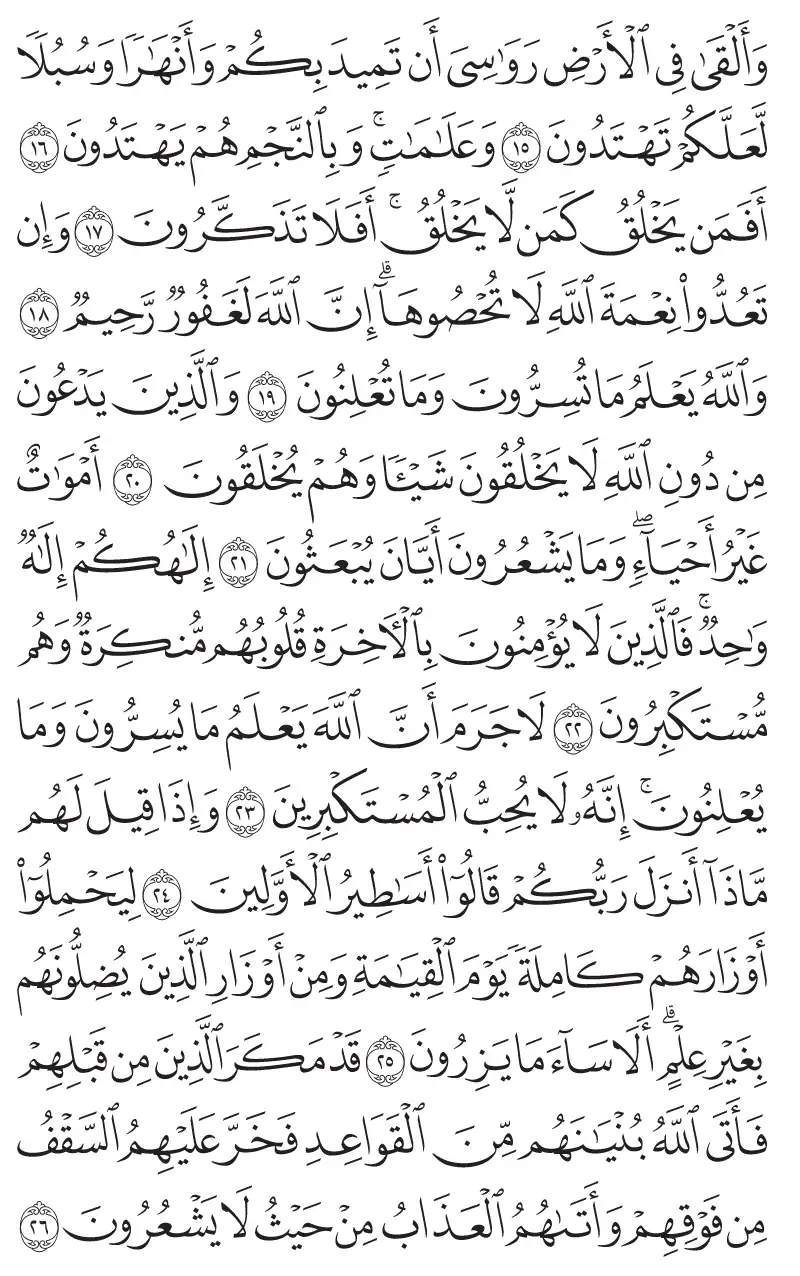 وَأَلْقَىٰ فِى ٱلْأَرْضِ رَوَٰسِىَ أَن تَمِيدَ بِكُمْ وَأَنْهَٰرًا وَسُبُلًا
لَّعَلَّكُمْ تَهْتَدُونَ ١٥ وَعَلَٰمَٰتٍ ۚ وَبِٱلنَّجْمِ هُمْ يَهْتَدُونَ ١٦
أَفَمَن يَخْلُقُ كَمَن لَّا يَخْلُقُ ۚ أَفَلَا تَذَكَّرُونَ ١٧ وَإِن
تَعُدُّوا۟ نِعْمَةَ ٱللَّهِ لَا تُحْصُوهَآ ۗ إِنَّ ٱللَّهَ لَغَفُورٌ رَّحِيمٌ ١٨
وَٱللَّهُ يَعْلَمُ مَا تُسِرُّونَ وَمَا تُعْلِنُونَ ١٩ وَٱلَّذِينَ يَدْعُونَ
مِن دُونِ ٱللَّهِ لَا يَخْلُقُونَ شَيْـًٔا وَهُمْ يُخْلَقُونَ ٢٠ أَمْوَٰتٌ
غَيْرُ أَحْيَآءٍ ۖ وَمَا يَشْعُرُونَ أَيَّانَ يُبْعَثُونَ ٢١ إِلَٰهُكُمْ إِلَٰهٌ
وَٰحِدٌ ۚ فَٱلَّذِينَ لَا يُؤْمِنُونَ بِٱلْـَٔاخِرَةِ قُلُوبُهُم مُّنكِرَةٌ وَهُم
مُّسْتَكْبِرُونَ ٢٢ لَا جَرَمَ أَنَّ ٱللَّهَ يَعْلَمُ مَا يُسِرُّونَ وَمَا
يُعْلِنُونَ ۚ إِنَّهُۥ لَا يُحِبُّ ٱلْمُسْتَكْبِرِينَ ٢٣ وَإِذَا قِيلَ لَهُم
مَّاذَآ أَنزَلَ رَبُّكُمْ قَالُوٓا۟ أَسَٰطِيرُ ٱلْأَوَّلِينَ ٢٤ لِيَحْمِلُوٓا۟
أَوْزَارَهُمْ كَامِلَةً يَوْمَ ٱلْقِيَٰمَةِ وَمِنْ أَوْزَارِ ٱلَّذِينَ يُضِلُّونَهُم
بِغَيْرِ عِلْمٍ ۗ أَلَا سَآءَ مَا يَزِرُونَ ٢٥ قَدْ مَكَرَ ٱلَّذِينَ مِن قَبْلِهِمْ
فَأَتَى ٱللَّهُ بُنْيَٰنَهُم مِّنَ ٱلْقَوَاعِدِ فَخَرَّ عَلَيْهِمُ ٱلسَّقْفُ
مِن فَوْقِهِمْ وَأَتَىٰهُمُ ٱلْعَذَابُ مِنْ حَيْثُ لَا يَشْعُرُونَ ٢٦